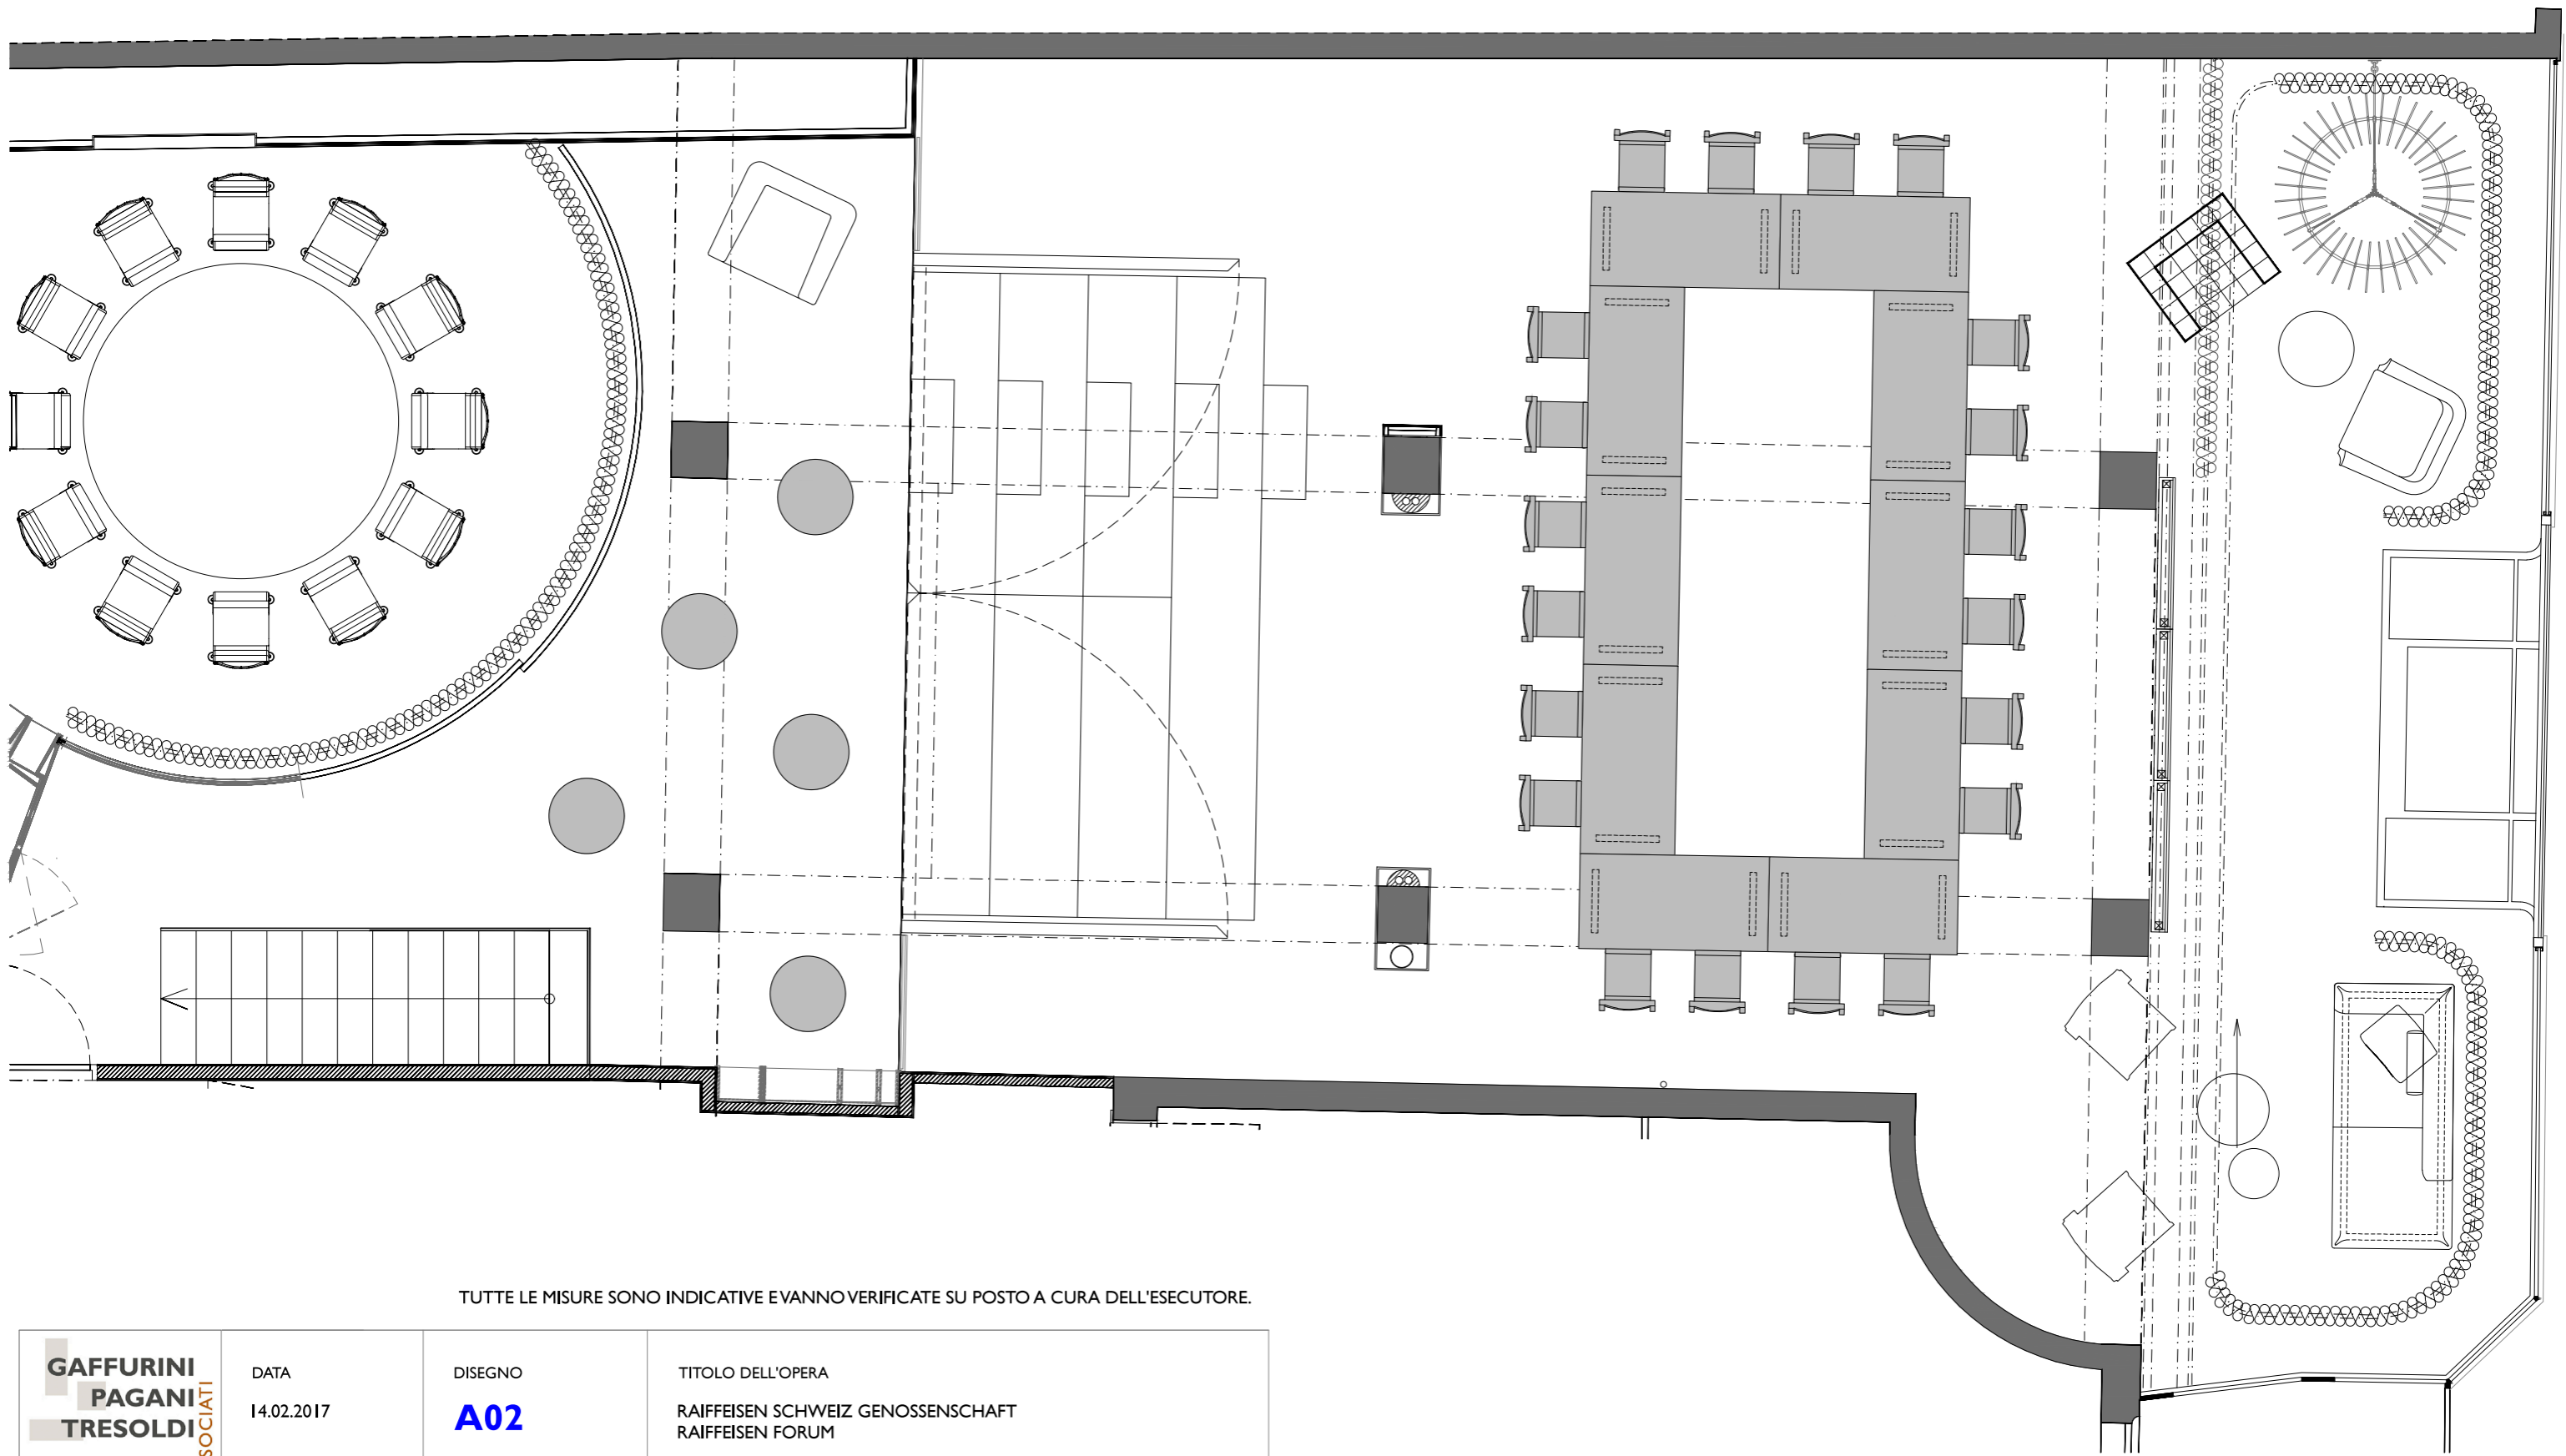 TUTTE LE MISURE SONO INDICATIVE E VANNO VERIFICATE SU POSTO A CURA DELL'ESECUTORE.
GAFFURINI
PAGANI
TRESOLDI
DATA
14.02.2017
DISEGNO
A02
TITOLO DELL'OPERA
RAIFFEISEN SCHWEIZ GENOSSENSCHAFT
RAIFFEISEN FORUM